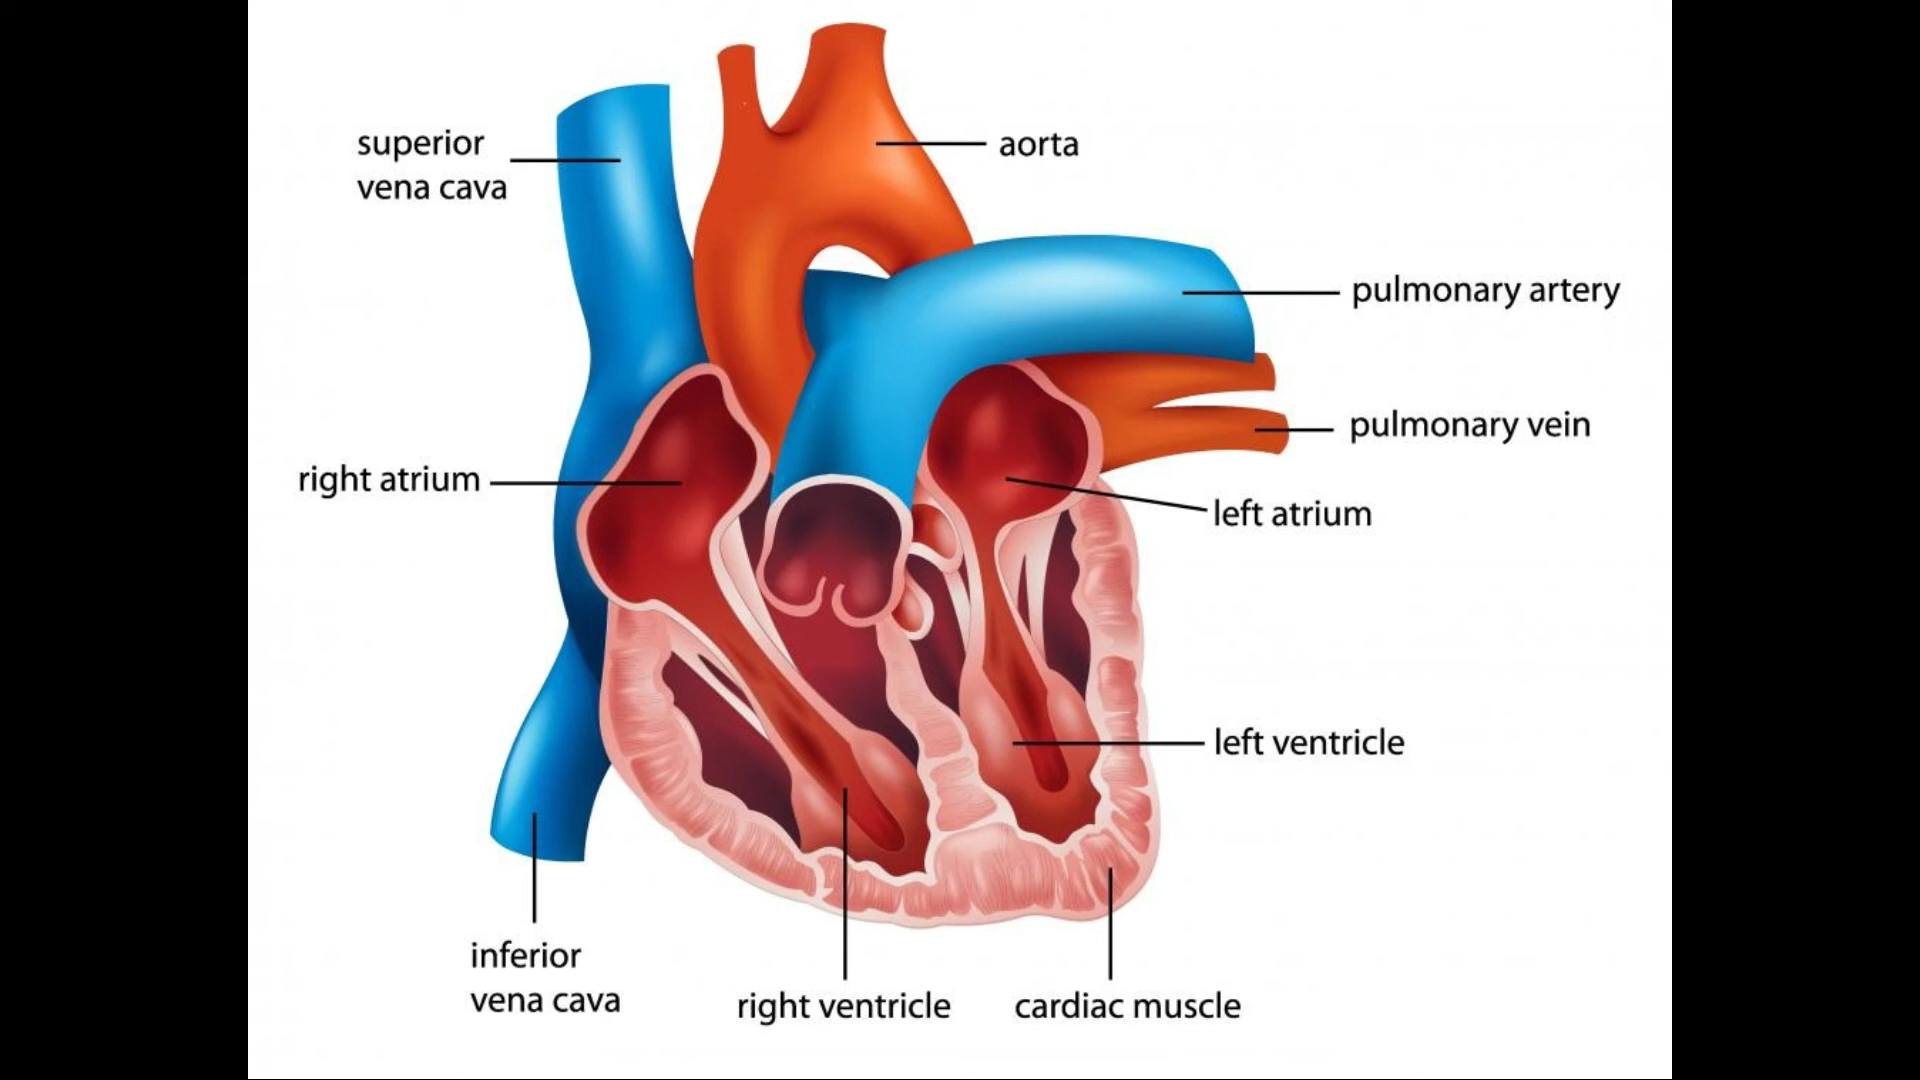 superior
vena cava
aorta
pulmonary artery
pulmonary vein
right atrium
left atrium
left ventricle
inferior
vena cava
right ventricle
cardiac muscle